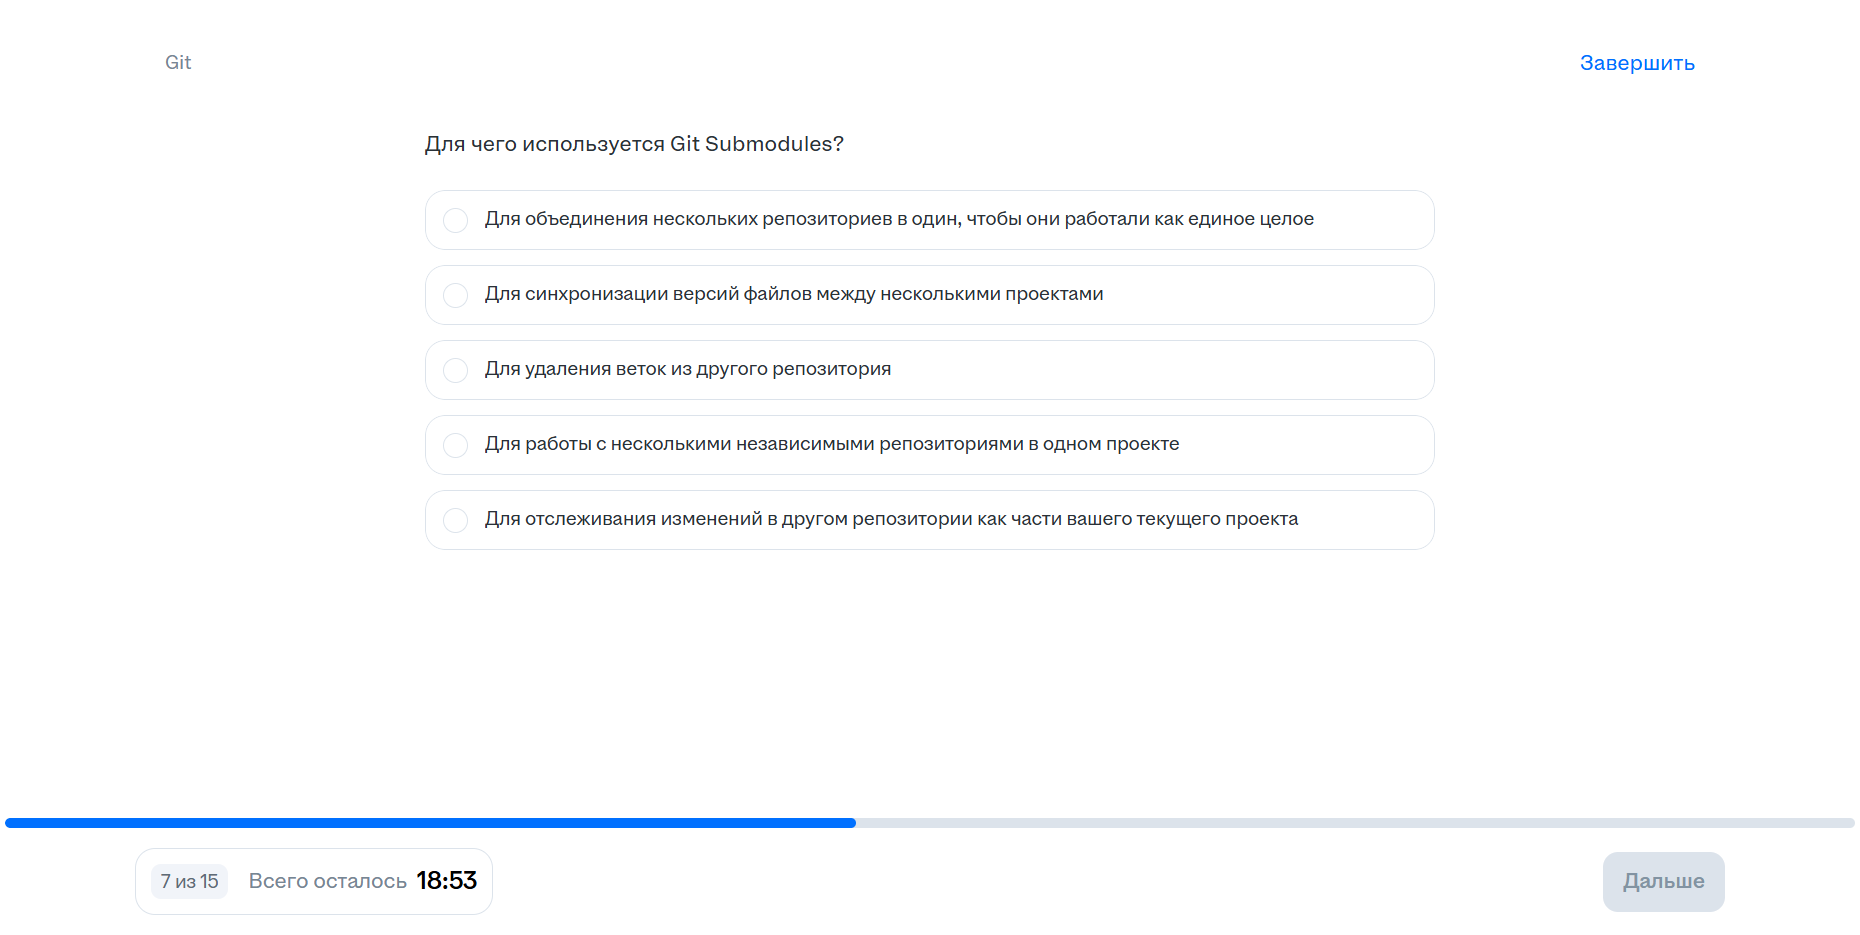 Git
Завершить
Для чего используется Git Submodules?
Для объединения нескольких репозиториев в один, чтобы они работали как единое целое
Для синхронизации версий файлов между несколькими проектами
Для удаления веток из другого репозитория
Для работы с несколькими независимыми репозиториями в одном проекте
Для отслеживания изменений в другом репозитории как части вашего текущего проекта
7 из 15 Всего осталось 18:53
Дальше